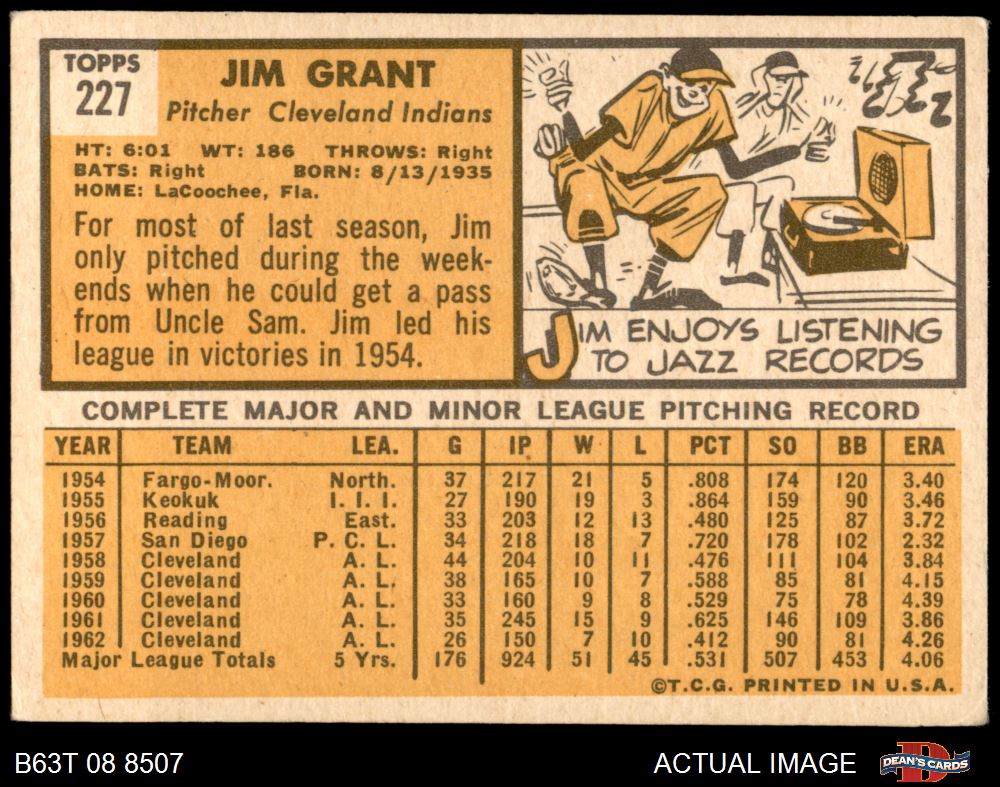 TOPPS
227
JIM GRANT
Pitcher Cleveland Indians
HT: 6:01 WT: 186 THROWS: Right
BATS: Right BORN: 8/13/1935
HOME: LaCoochee, Fla.
For most of last season, Jim
only pitched during the week-
ends when he could get a pass
from Uncle Sam. Jim led his
league in victories in 1954.
JIM ENJOYS LISTENING
TO JAZZ RECORDS
COMPLETE MAJOR AND MINOR LEAGUE PITCHING RECORD
YEAR TEAM LEA. G IP W L PCT SO BB ERA
1954 Fargo-Moor. North. 37 217 21 5 .808 174 120 3.40
1955 Keokuk I. I. I. 27 190 19 3 .864 159 90 3.46
1956 Reading East. 33 203 12 13 .480 125 87 3.72
1957 San Diego P. C. L. 34 218 18 7 .720 178 102 2.32
1958 Cleveland A. L. 44 204 10 11 .476 111 104 3.84
1959 Cleveland A. L. 38 165 10 7 .588 85 81 4.15
1960 Cleveland A. L. 33 160 9 8 .529 75 78 4.39
1961 Cleveland A. L. 35 245 15 9 .625 146 109 3.86
1962 Cleveland A. L. 26 150 7 10 .412 90 81 4.26
Major League Totals 5 Yrs. 176 924 51 45 .531 507 453 4.06
©T.C.G. PRINTED IN U.S.A.
B63T 08 8507
ACTUAL IMAGE
D
DEAN'S CARDS